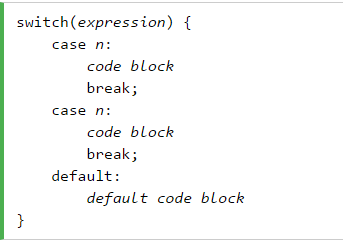 switch(expression) {
    case n:
        code block
        break;
    case n:
        code block
        break;
    default:
        default code block
}